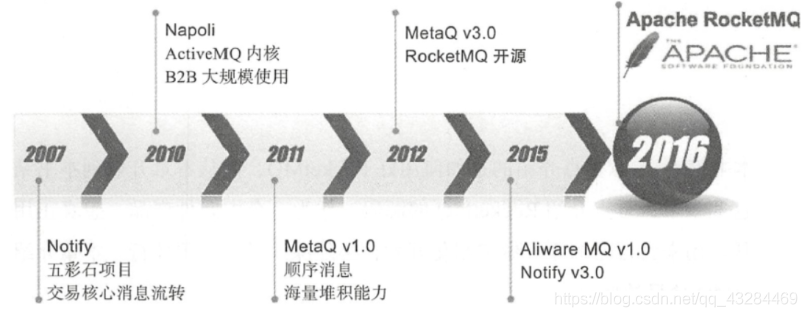 Napoli
ActiveMQ 内核
B2B 大规模使用
MetaQ v3.0
RocketMQ 开源
Apache RocketMQ
THE
APACHE
SOFTWARE FOUNDATION
2007
2010
2011
2012
2015
2016
Notify
五彩石项目
交易核心消息流转
MetaQ v1.0
顺序消息
海量堆积能力
Aliware MQ v1.0
Notify v3.0
https://blog.csdn.net/qq_43284469